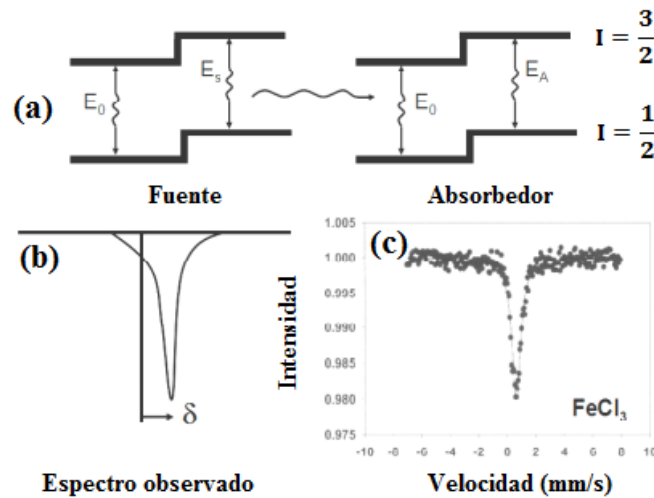 (a)
E₀
Eₛ
E₀
E_A
I = 3/2
I = 1/2
Fuente
Absorbedor
(b)
δ
Espectro observado
(c)
Intensidad
1.005
1.000
0.995
0.990
0.985
0.980
0.975
FeCl₃
-10 -8 -6 -4 -2 0 2 4 6 8 10
Velocidad (mm/s)